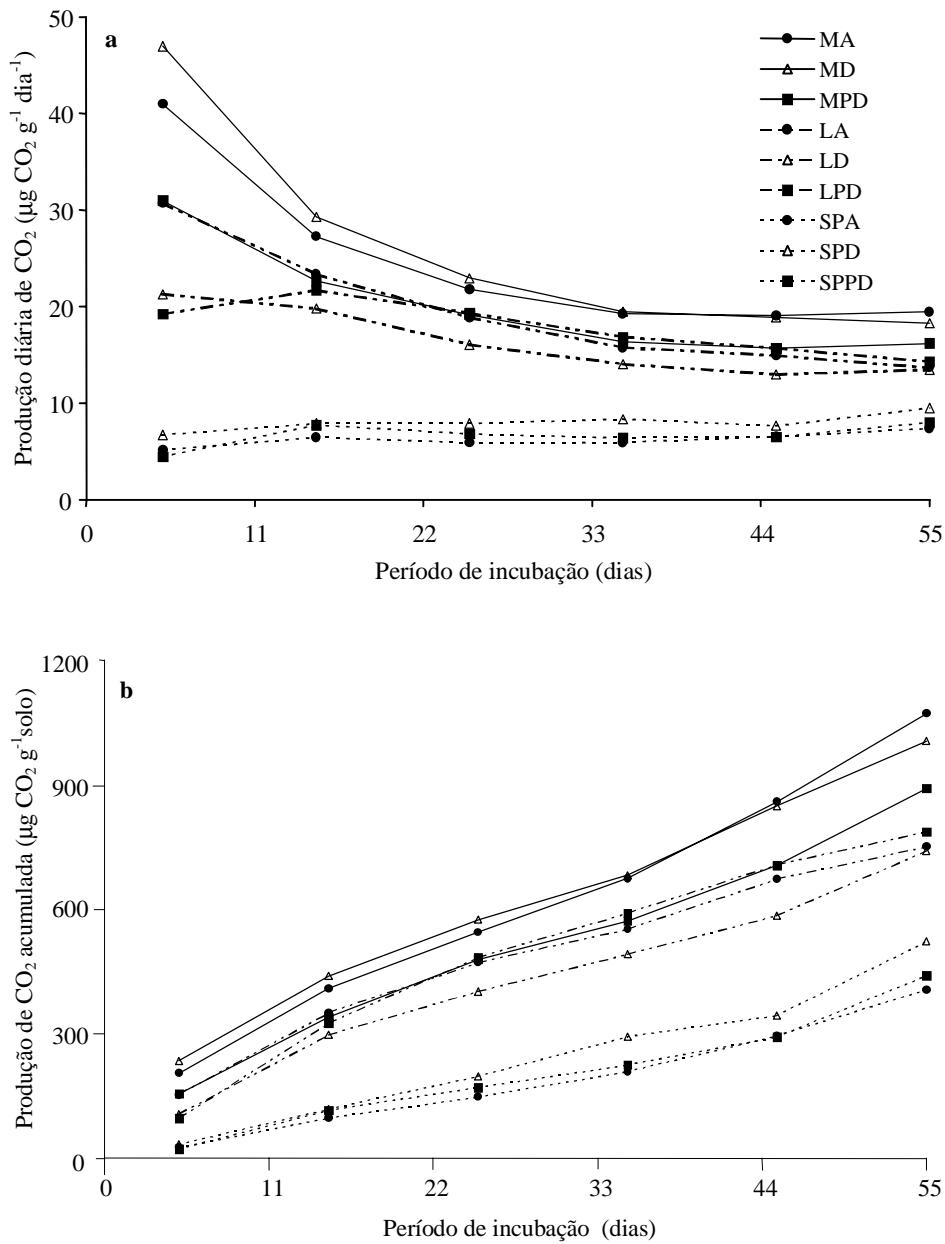 a
Produção diária de CO₂ (µg CO₂ g⁻¹ dia⁻¹)
50
40
30
20
10
0
0 11 22 33 44 55
Período de incubação (dias)
MA
MD
MPD
LA
LD
LPD
SPA
SPD
SPPD
b
Produção de CO₂ acumulada (µg CO₂ g⁻¹solo)
1200
900
600
300
0
0 11 22 33 44 55
Período de incubação (dias)